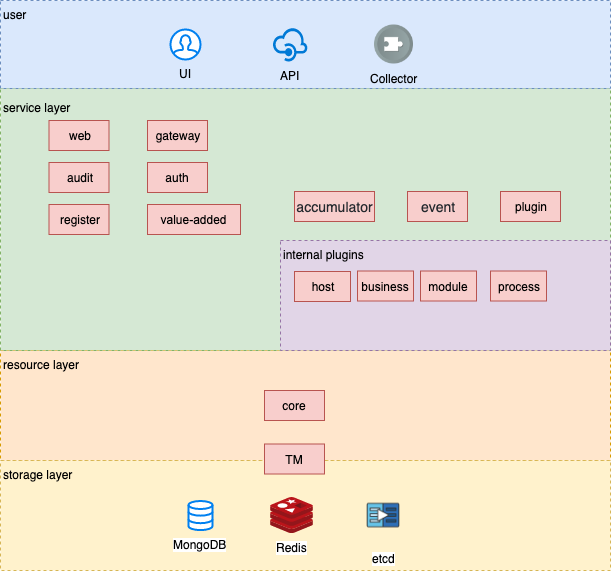 user
UI
API
Collector
service layer
web
gateway
audit
auth
register
value-added
accumulator
event
plugin
internal plugins
host
business
module
process
resource layer
core
TM
storage layer
MongoDB
Redis
etcd